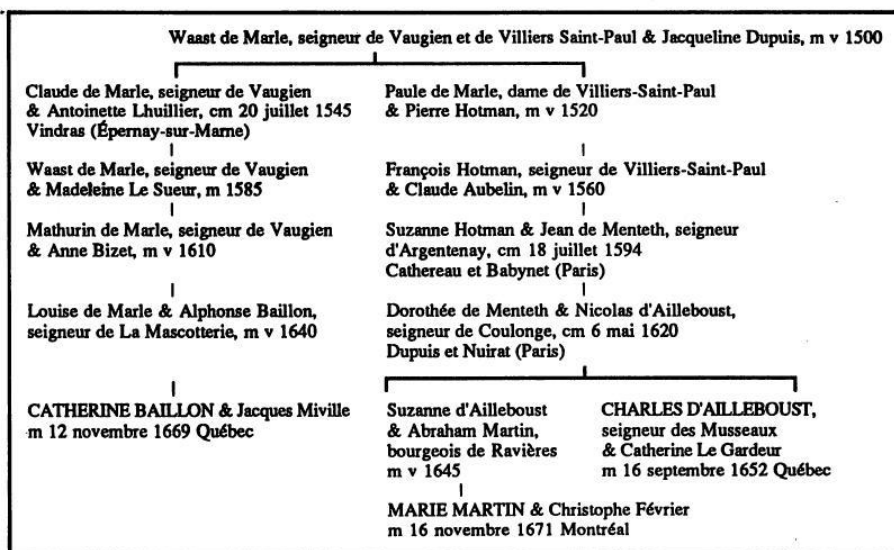 Waast de Marle, seigneur de Vaugien et de Villiers Saint-Paul & Jacqueline Dupuis, m v 1500
Claude de Marle, seigneur de Vaugien
& Antoinette Lhuillier, cm 20 juillet 1545
Vindras (Épernay-sur-Marne)
Waast de Marle, seigneur de Vaugien
& Madeleine Le Sueur, m 1585
Mathurin de Marle, seigneur de Vaugien
& Anne Bizet, m v 1610
Louise de Marle & Alphonse Baillon,
seigneur de La Mascotterie, m v 1640
CATHERINE BAILLON & Jacques Miville
m 12 novembre 1669 Québec
Paule de Marle, dame de Villiers-Saint-Paul
& Pierre Hotman, m v 1520
François Hotman, seigneur de Villiers-Saint-Paul
& Claude Aubelin, m v 1560
Suzanne Hotman & Jean de Menteth, seigneur
d'Argentenay, cm 18 juillet 1594
Cathereau et Babynet (Paris)
Dorothée de Menteth & Nicolas d'Ailleboust,
seigneur de Coulonge, cm 6 mai 1620
Dupuis et Nuirat (Paris)
Suzanne d'Ailleboust
& Abraham Martin,
bourgeois de Ravières
m v 1645
MARIE MARTIN & Christophe Février
m 16 novembre 1671 Montréal
CHARLES D'AILLEBOUST,
seigneur des Musseaux
& Catherine Le Gardeur
m 16 septembre 1652 Québec